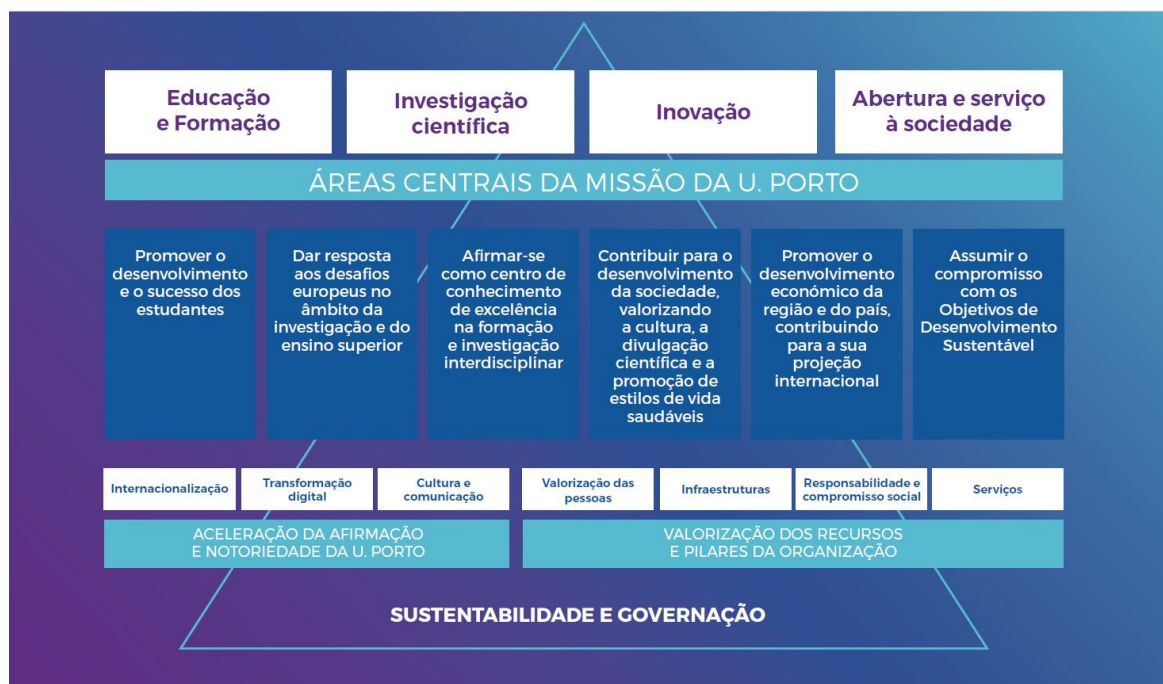 Educação
e Formação
Investigação
científica
Inovação
Abertura e serviço
à sociedade
ÁREAS CENTRAIS DA MISSÃO DA U. PORTO
Promover o
desenvolvimento
e o sucesso dos
estudantes
Dar resposta
aos desafios
europeus no
âmbito da
investigação e do
ensino superior
Afirmar-se
como centro de
conhecimento
de excelência
na formação
e investigação
interdisciplinar
Contribuir para o
desenvolvimento
da sociedade,
valorizando
a cultura, a
divulgação
científica e a
promoção de
estilos de vida
saudáveis
Promover o
desenvolvimento
económico da
região e do país,
contribuindo
para a sua
projeção
internacional
Assumir o
compromisso
com os
Objetivos de
Desenvolvimento
Sustentável
Internacionalização
Transformação
digital
Cultura e
comunicação
Valorização das
pessoas
Infraestruturas
Responsabilidade e
compromisso social
Serviços
ACELERAÇÃO DA AFIRMAÇÃO
E NOTORIEDADE DA U. PORTO
VALORIZAÇÃO DOS RECURSOS
E PILARES DA ORGANIZAÇÃO
SUSTENTABILIDADE E GOVERNAÇÃO